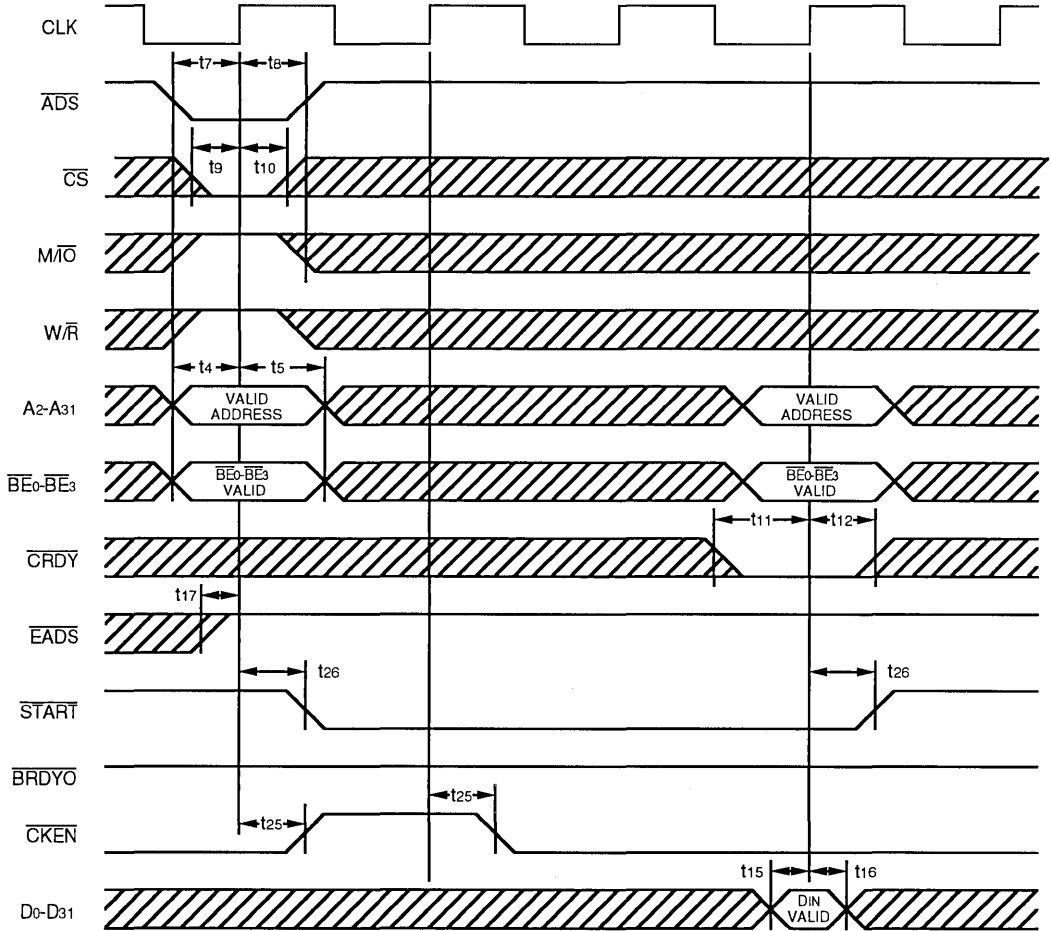 CLK
t7 t8
ADS
t9 t10
CS
M/IO
W/R
t4 t5
A2-A31 VALID ADDRESS VALID ADDRESS
BE0-BE3 BE0-BE3 VALID BE0-BE3 VALID
t11 t12
CRDY
t17
EADS
t26 t26
START
BRDYO
t25
CKEN t25
t15 t16
D0-D31 DIN VALID